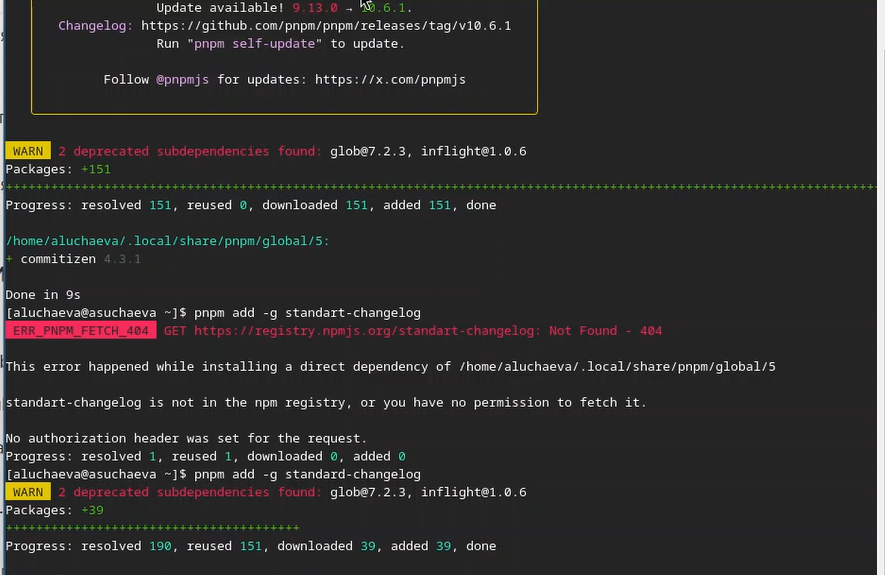 Update available! 9.13.0 → 10.6.1.
Changelog: https://github.com/pnpm/pnpm/releases/tag/v10.6.1
Run "pnpm self-update" to update.
Follow @pnpmjs for updates: https://x.com/pnpmjs
WARN 2 deprecated subdependencies found: glob@7.2.3, inflight@1.0.6
Packages: +151
+++++++++++++++++++++++++++++++++++++++++++++++++++++++++++++++++++++++++++++++++++++++++++++++++++++++++++++++++++
Progress: resolved 151, reused 0, downloaded 151, added 151, done
/home/aluchaeva/.local/share/pnpm/global/5:
+ commitizen 4.3.1
Done in 9s
[aluchaeva@asuchaeva ~]$ pnpm add -g standart-changelog
ERR_PNPM_FETCH_404 GET https://registry.npmjs.org/standart-changelog: Not Found - 404
This error happened while installing a direct dependency of /home/aluchaeva/.local/share/pnpm/global/5
standart-changelog is not in the npm registry, or you have no permission to fetch it.
No authorization header was set for the request.
Progress: resolved 1, reused 1, downloaded 0, added 0
[aluchaeva@asuchaeva ~]$ pnpm add -g standard-changelog
WARN 2 deprecated subdependencies found: glob@7.2.3, inflight@1.0.6
Packages: +39
+++++++++++++++++++++++++++++++++++++++
Progress: resolved 190, reused 151, downloaded 39, added 39, done